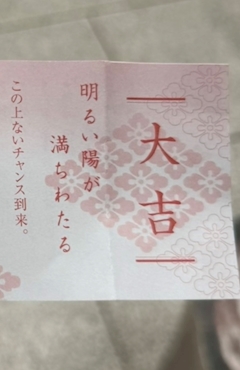 大吉
明るい陽が
満ちわたる
この上ないチャンス到来。